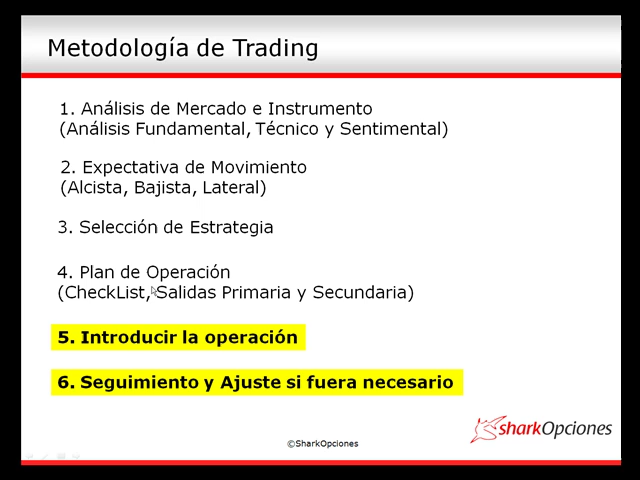 Metodología de Trading
1. Análisis de Mercado e Instrumento
(Análisis Fundamental, Técnico y Sentimental)
2. Expectativa de Movimiento
(Alcista, Bajista, Lateral)
3. Selección de Estrategia
4. Plan de Operación
(CheckList, Salidas Primaria y Secundaria)
5. Introducir la operación
6. Seguimiento y Ajuste si fuera necesario
sharkOpciones
©SharkOpciones